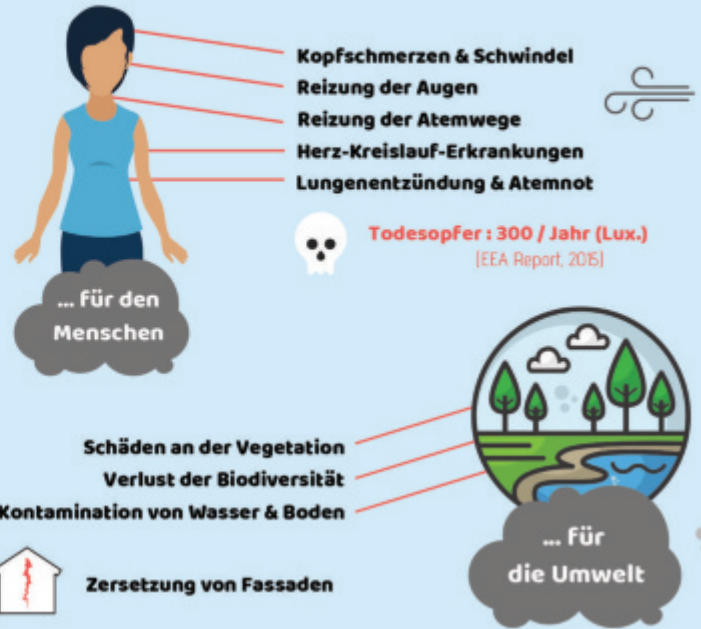 Kopfschmerzen & Schwindel
Reizung der Augen
Reizung der Atemwege
Herz-Kreislauf-Erkrankungen
Lungenentzündung & Atemnot
Todesopfer : 300 / Jahr (Lux.)
[EEA Report, 2015]
... für den
Menschen
Schäden an der Vegetation
Verlust der Biodiversität
Kontamination von Wasser & Boden
... für
die Umwelt
Zersetzung von Fassaden